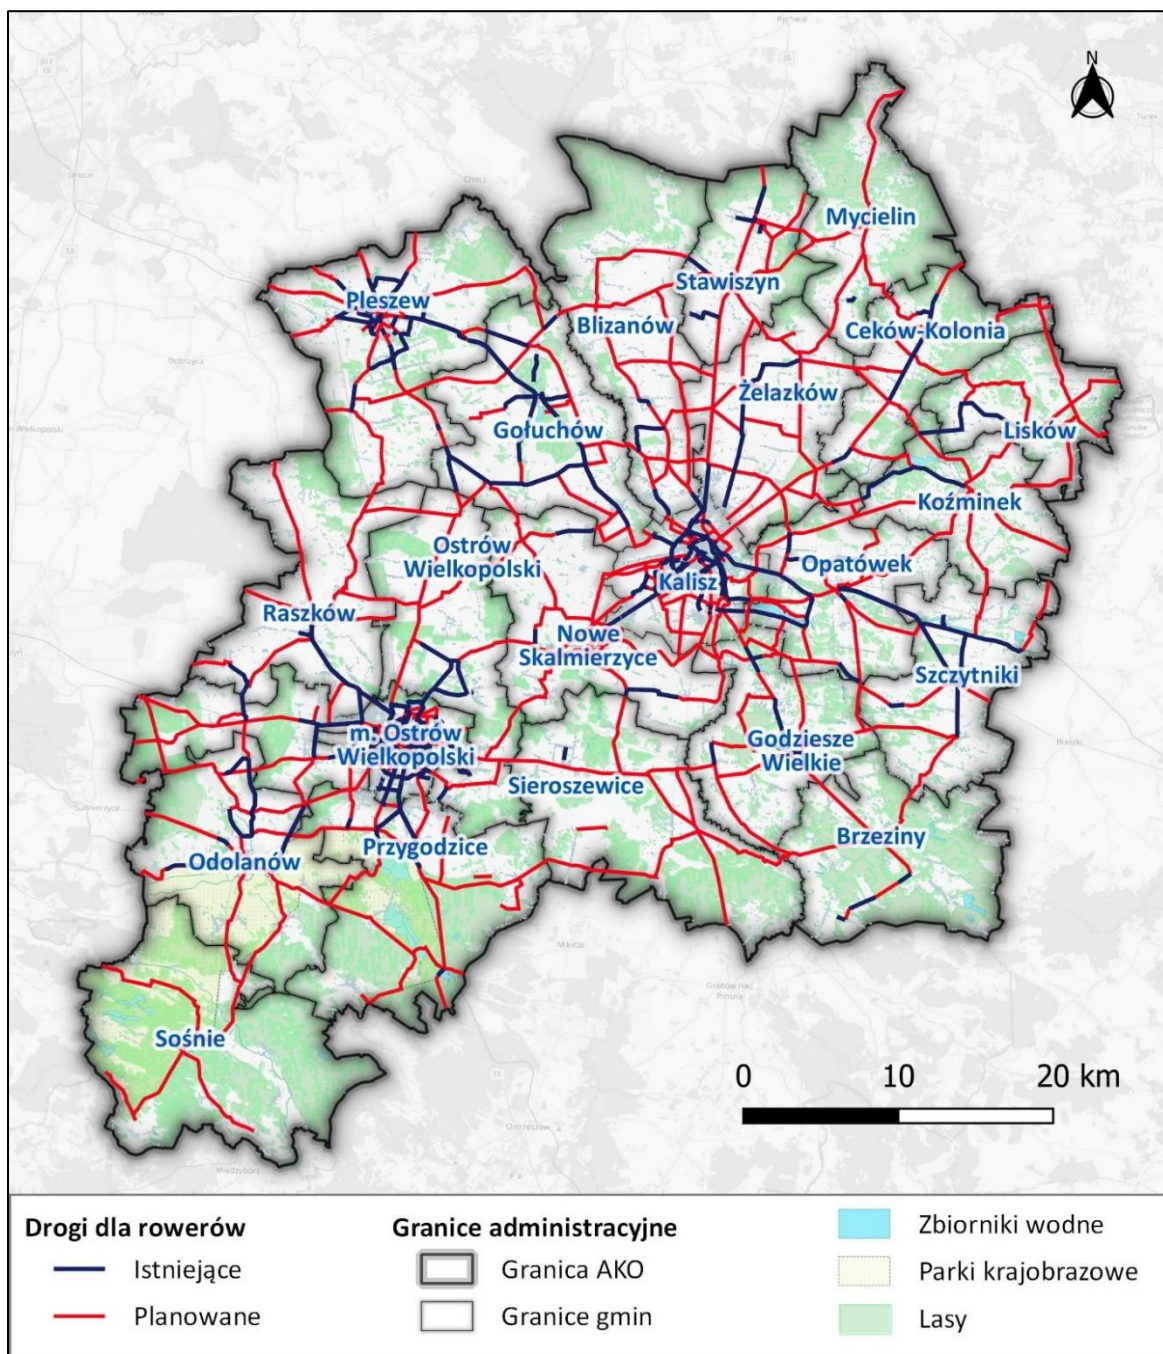 N
Mycielin
Stawiszyn
Pleszew
Blizanów
Ceków-Kolonia
Żelazków
Gołuchów
Lisków
Koźminek
Ostrów
Wielkopolski
Opatówek
Kalisz
Raszków
Nowe
Skalmierzyce
Szczytniki
m. Ostrów
Wielkopolski
Godziesze
Wielkie
Sieroszewice
Brzeziny
Przygodzice
Odolanów
Sośnie
0 10 20 km
Drogi dla rowerów
Istniejące
Planowane
Granice administracyjne
Granica AKO
Granice gmin
Zbiorniki wodne
Parki krajobrazowe
Lasy